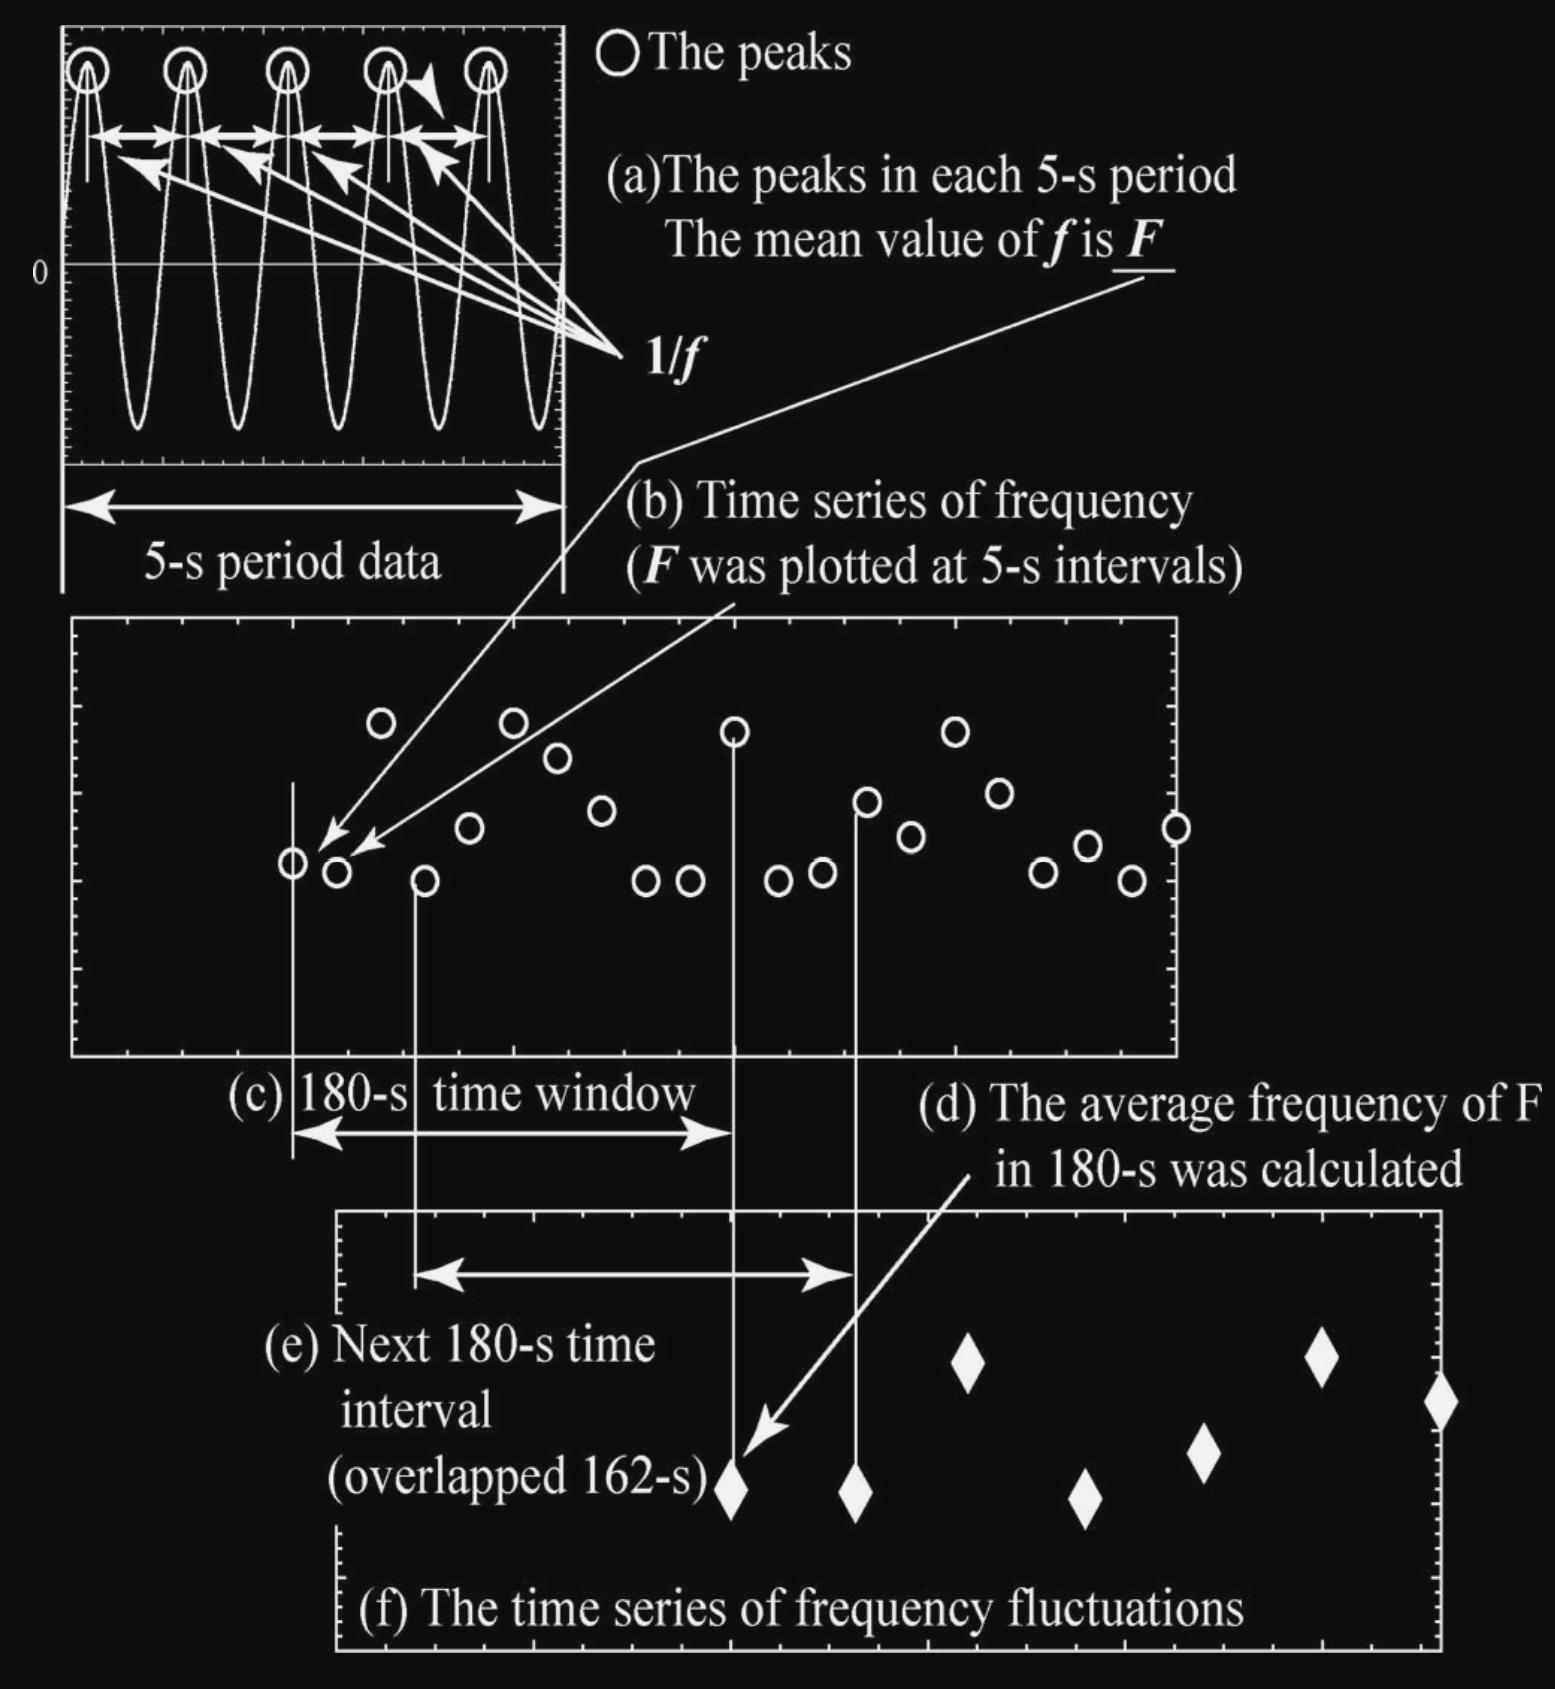 The peaks
(a)The peaks in each 5-s period
The mean value of f is F
0
1/f
(b) Time series of frequency
(F was plotted at 5-s intervals)
5-s period data
(c) 180-s time window
(d) The average frequency of F
in 180-s was calculated
(e) Next 180-s time
interval
(overlapped 162-s)
(f) The time series of frequency fluctuations